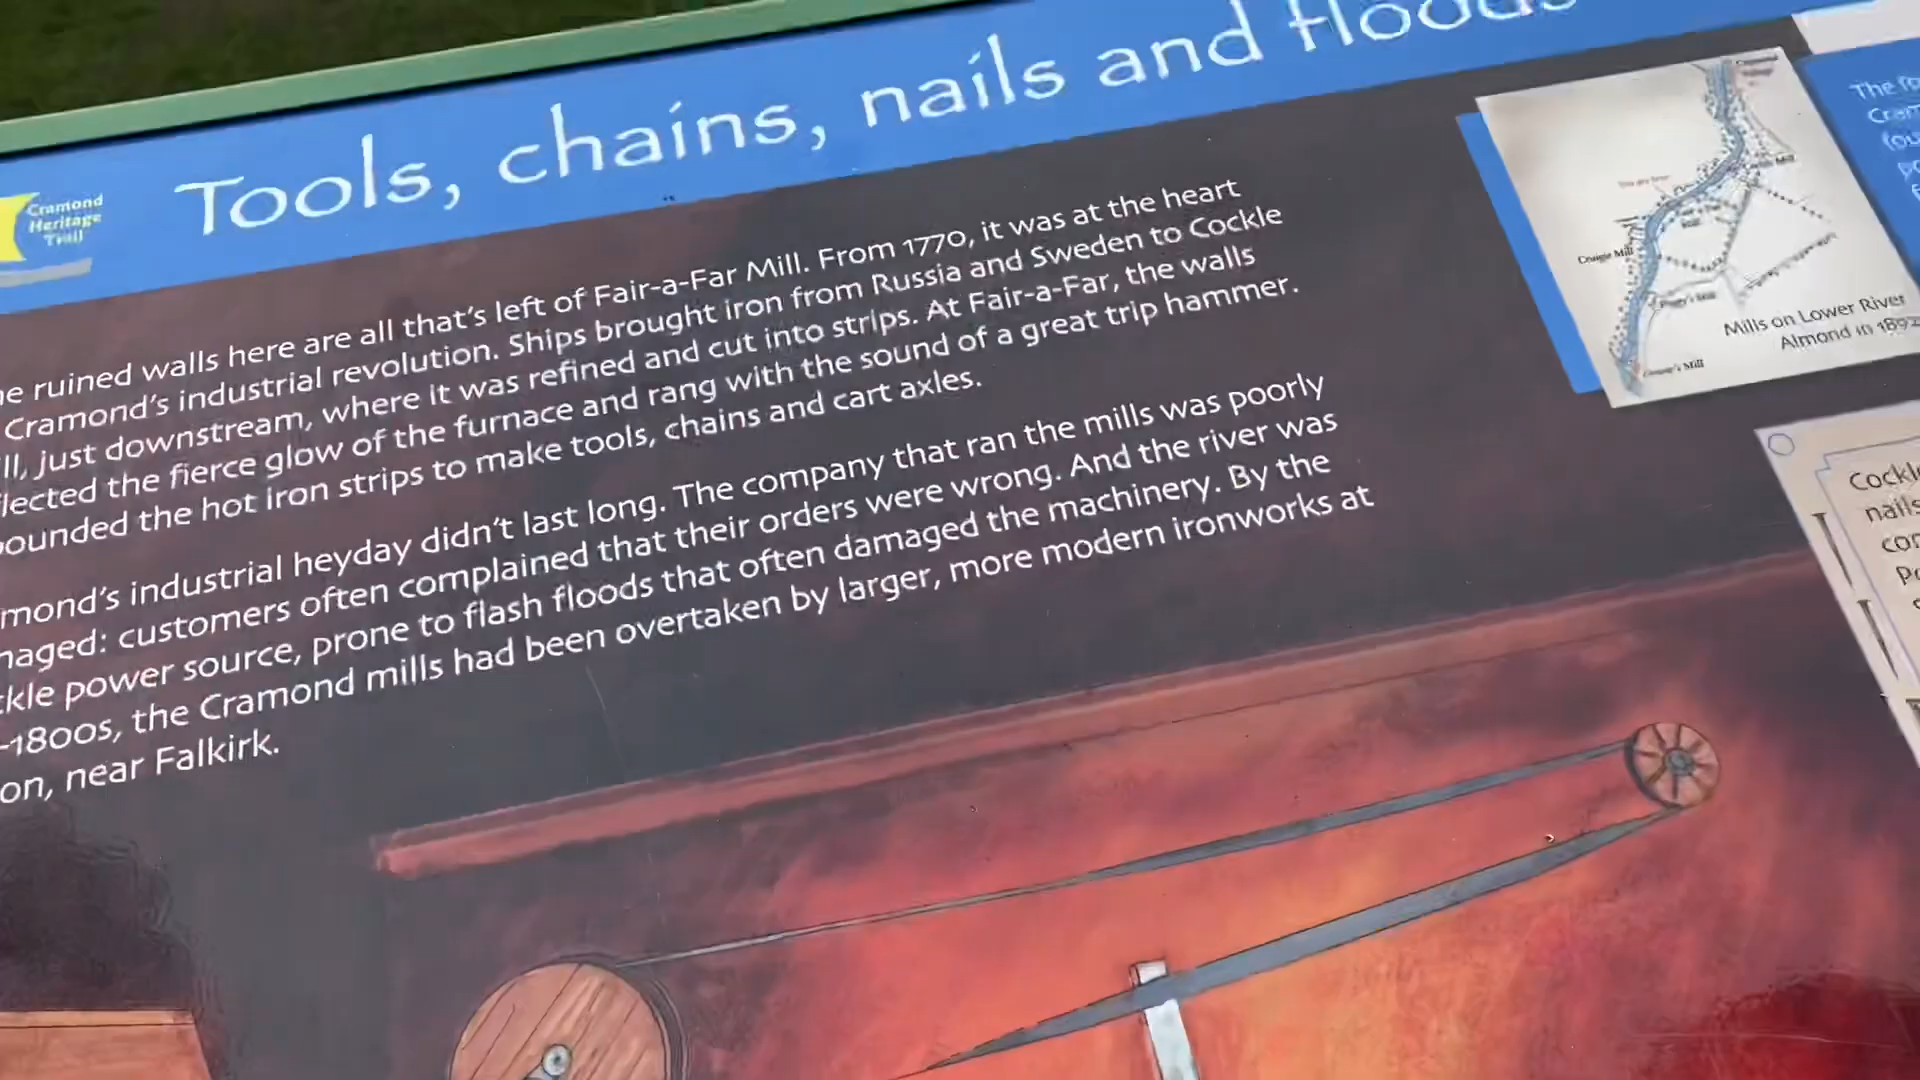 Tools, chains, nails and floods
Cramond
Heritage
Trail
ruined walls here are all that's left of Fair-a-Far Mill. From 1770, it was at the heart
Cramond's industrial revolution. Ships brought iron from Russia and Sweden to Cockle
just downstream, where it was refined and cut into strips. At Fair-a-Far, the walls
lected the fierce glow of the furnace and rang with the sound of a great trip hammer.
ounded the hot iron strips to make tools, chains and cart axles.
mond's industrial heyday didn't last long. The company that ran the mills was poorly
naged: customers often complained that their orders were wrong. And the river was
ckle power source, prone to flash floods that often damaged the machinery. By the
-1800s, the Cramond mills had been overtaken by larger, more modern ironworks at
on, near Falkirk.
Craigie Mill
Mills on Lower River
Almond in 1892
The
Cram
Cockle
nails